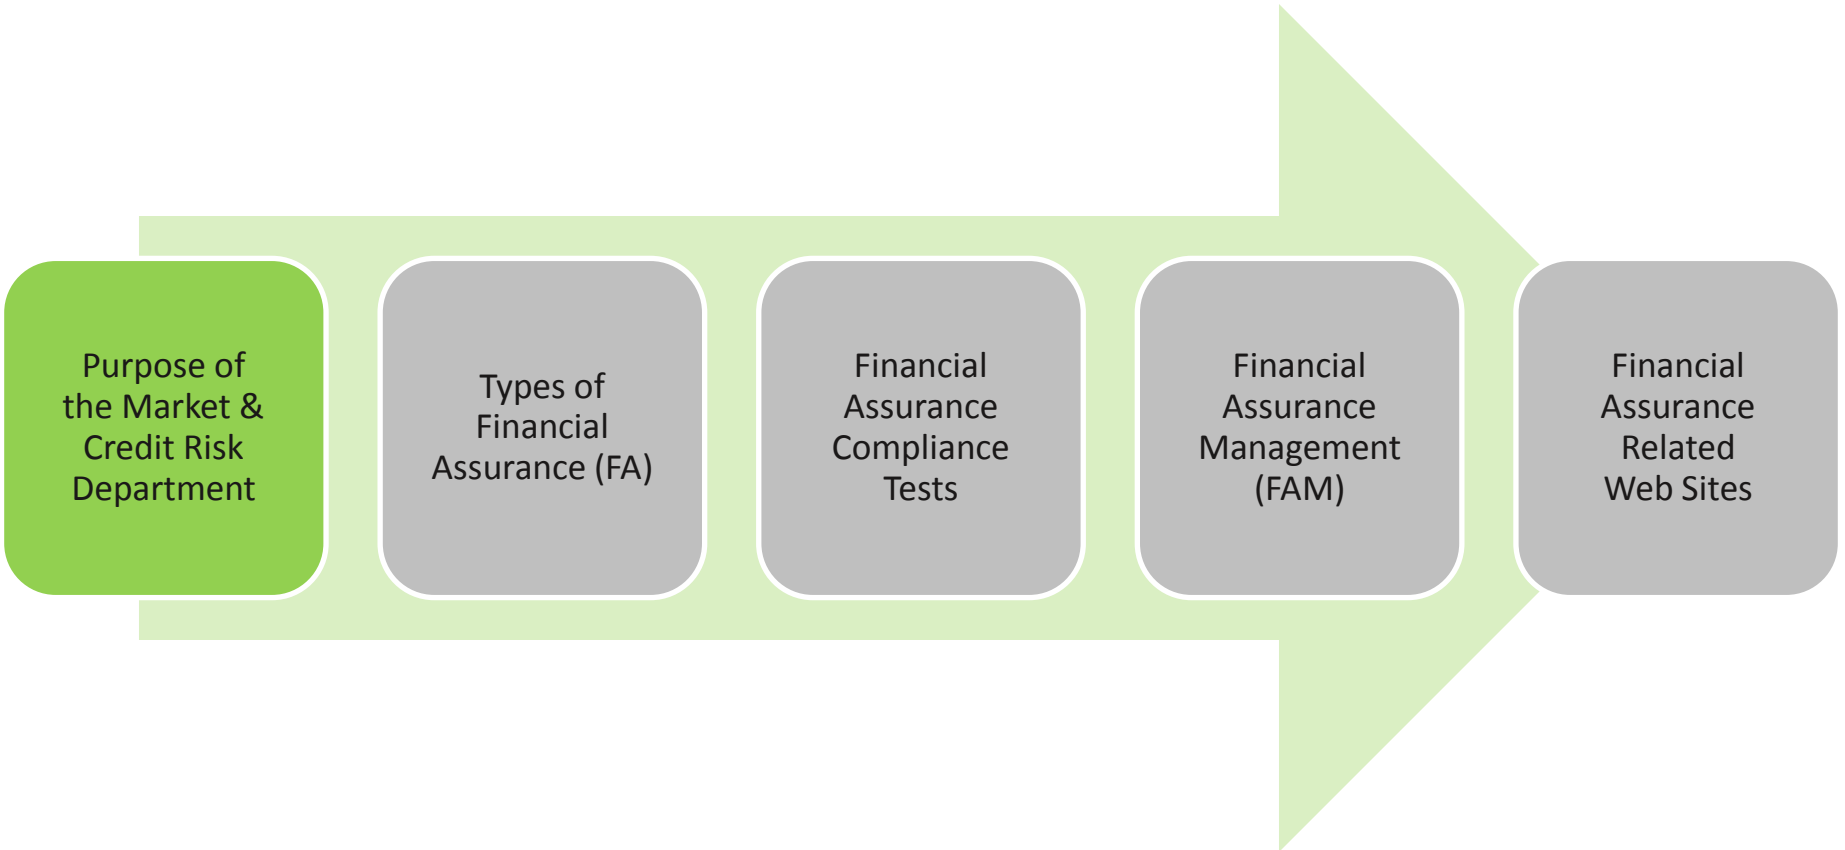 Purpose of
the Market &
Credit Risk
Department
Types of
Financial
Assurance (FA)
Financial
Assurance
Compliance
Tests
Financial
Assurance
Management
(FAM)
Financial
Assurance
Related
Web Sites